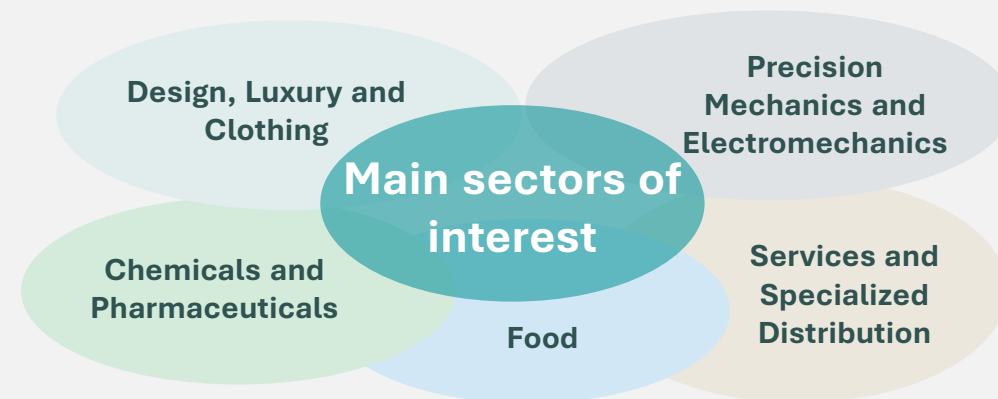 Design, Luxury and
Clothing
Precision
Mechanics and
Electromechanics
Main sectors of
interest
Chemicals and
Pharmaceuticals
Food
Services and
Specialized
Distribution